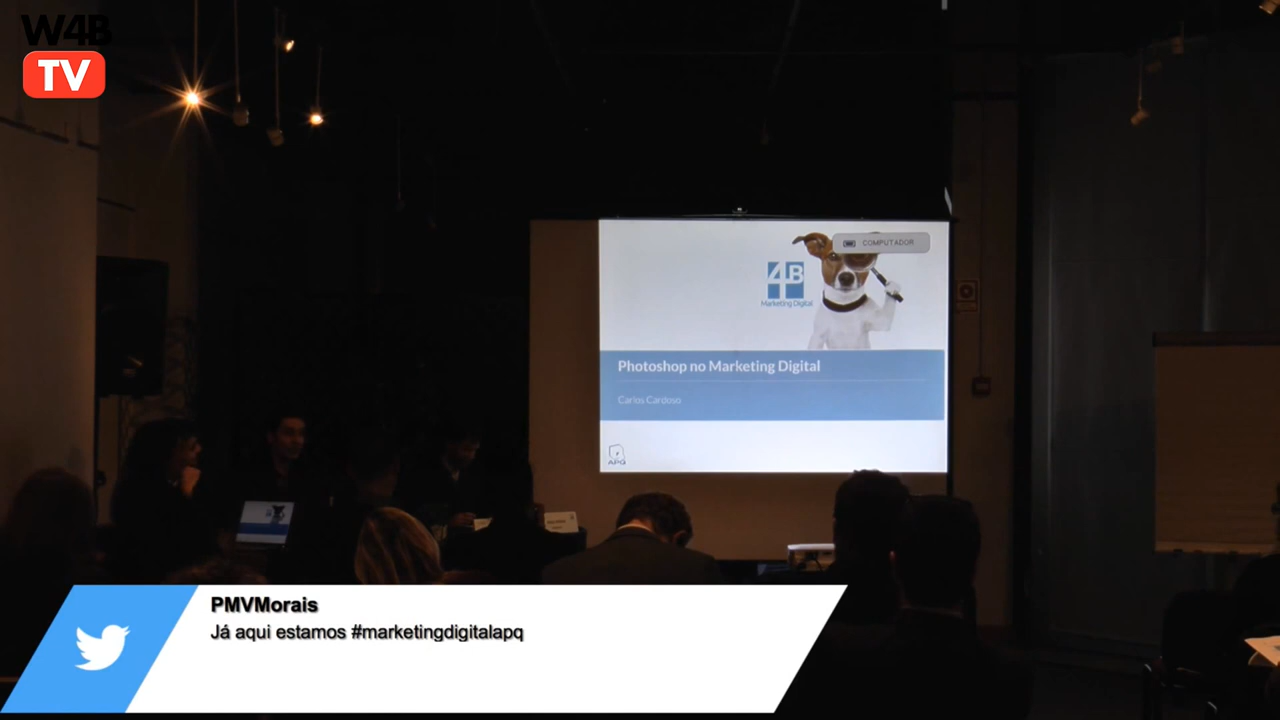 W4B
TV
COMPUTADOR
4B
Marketing Digital
Photoshop no Marketing Digital
Carlos Cardoso
APQ
PMVMorais
Já aqui estamos #marketingdigitalapq